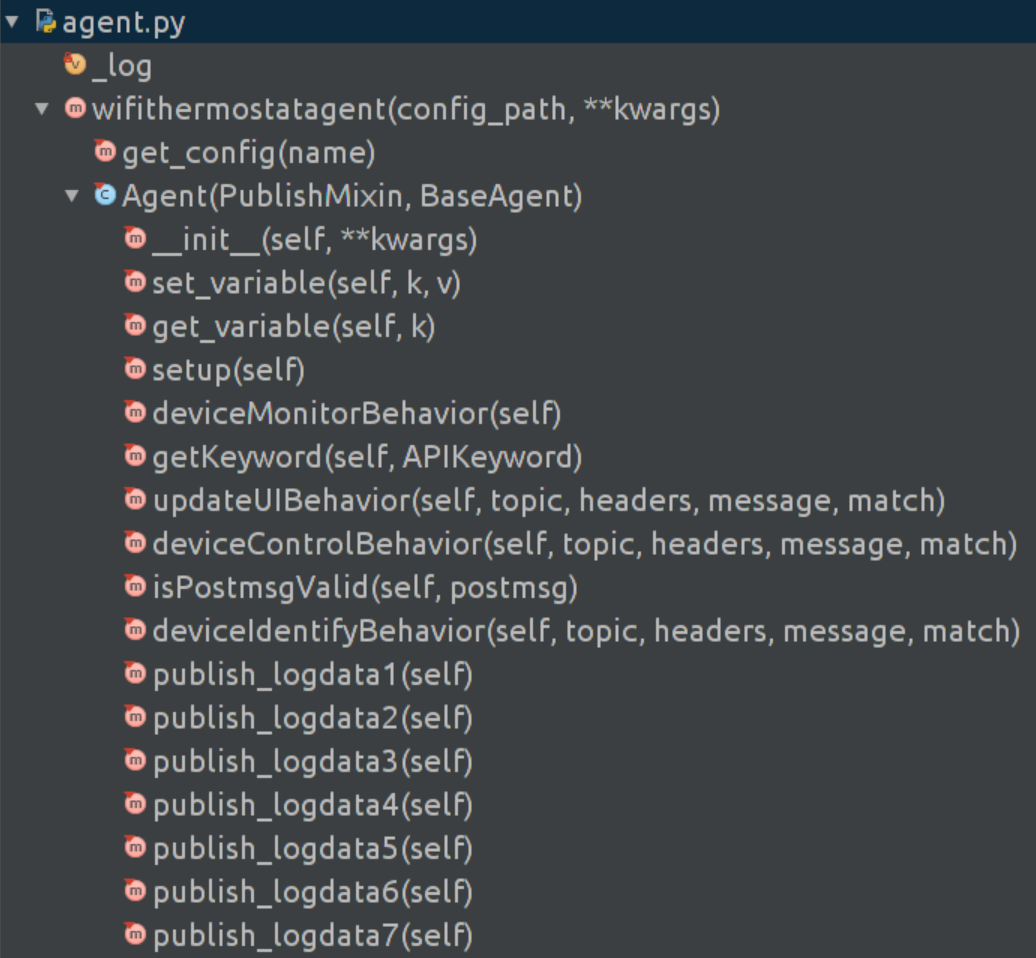 agent.py
_log
wifithermostatagent(config_path, **kwargs)
get_config(name)
Agent(PublishMixin, BaseAgent)
__init__(self, **kwargs)
set_variable(self, k, v)
get_variable(self, k)
setup(self)
deviceMonitorBehavior(self)
getKeyword(self, APIKeyword)
updateUIBehavior(self, topic, headers, message, match)
deviceControlBehavior(self, topic, headers, message, match)
isPostmsgValid(self, postmsg)
deviceIdentifyBehavior(self, topic, headers, message, match)
publish_logdata1(self)
publish_logdata2(self)
publish_logdata3(self)
publish_logdata4(self)
publish_logdata5(self)
publish_logdata6(self)
publish_logdata7(self)